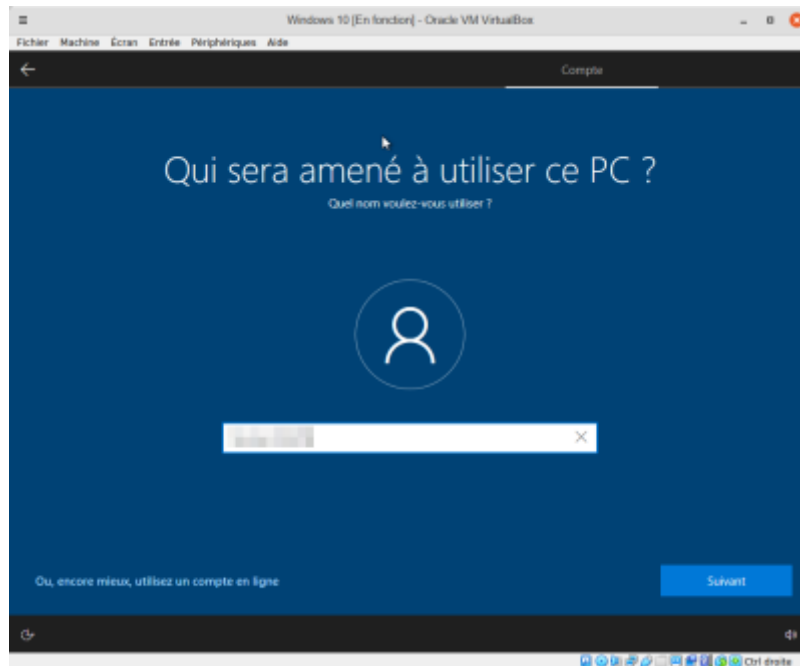 Windows 10 [En fonction] - Oracle VM VirtualBox
Fichier Machine Écran Entrée Périphériques Aide
Compte
Qui sera amené à utiliser ce PC ?
Quel nom voulez-vous utiliser ?
Ou, encore mieux, utilisez un compte en ligne
Suivant
Ctrl droite